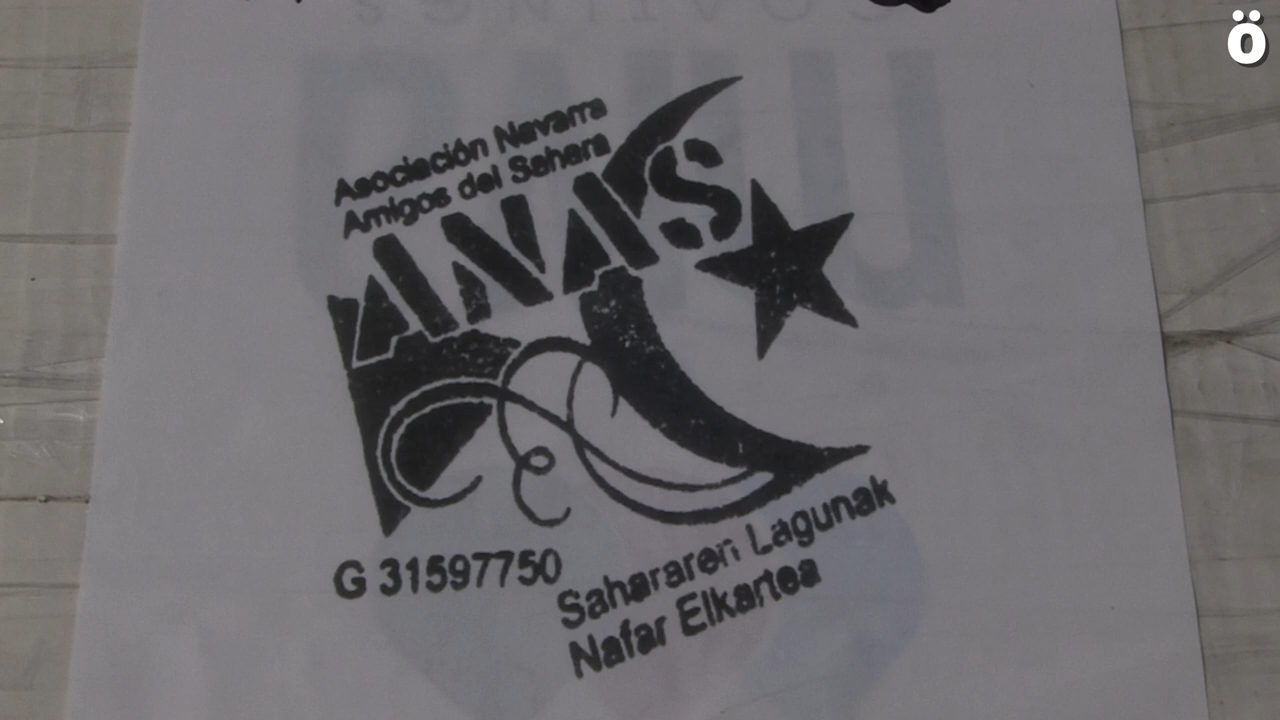 Ö
Asociación Navarra
Amigos del Sahara
ANAS
G 31597750
Sahararen Lagunak
Nafar Elkartea